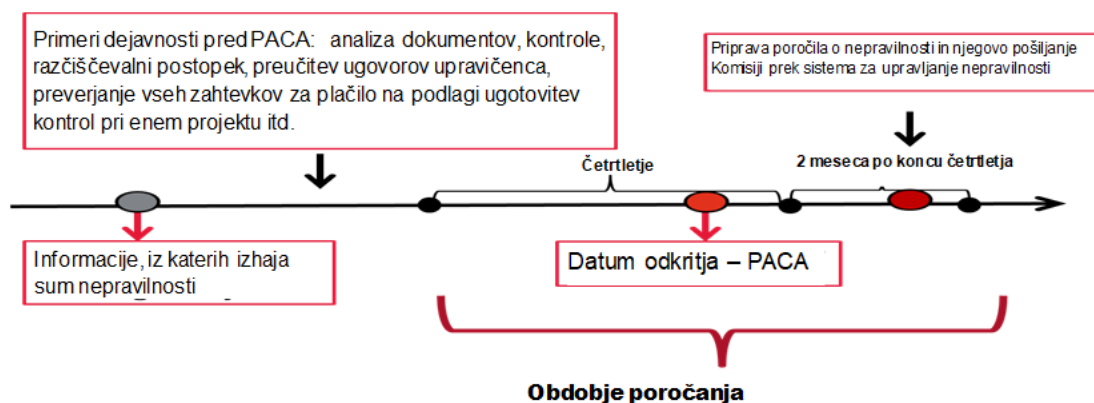 Primeri dejavnosti pred PACA: analiza dokumentov, kontrole,
razčiščevalni postopek, preučitev ugovorov upravičenca,
preverjanje vseh zahtevkov za plačilo na podlagi ugotovitev
kontrol pri enem projektu itd.
Priprava poročila o nepravilnosti in njegovo pošiljanje
Komisiji prek sistema za upravljanje nepravilnosti
Četrtletje
2 meseca po koncu četrtletja
Informacije, iz katerih izhaja
sum nepravilnosti
Datum odkritja – PACA
Obdobje poročanja